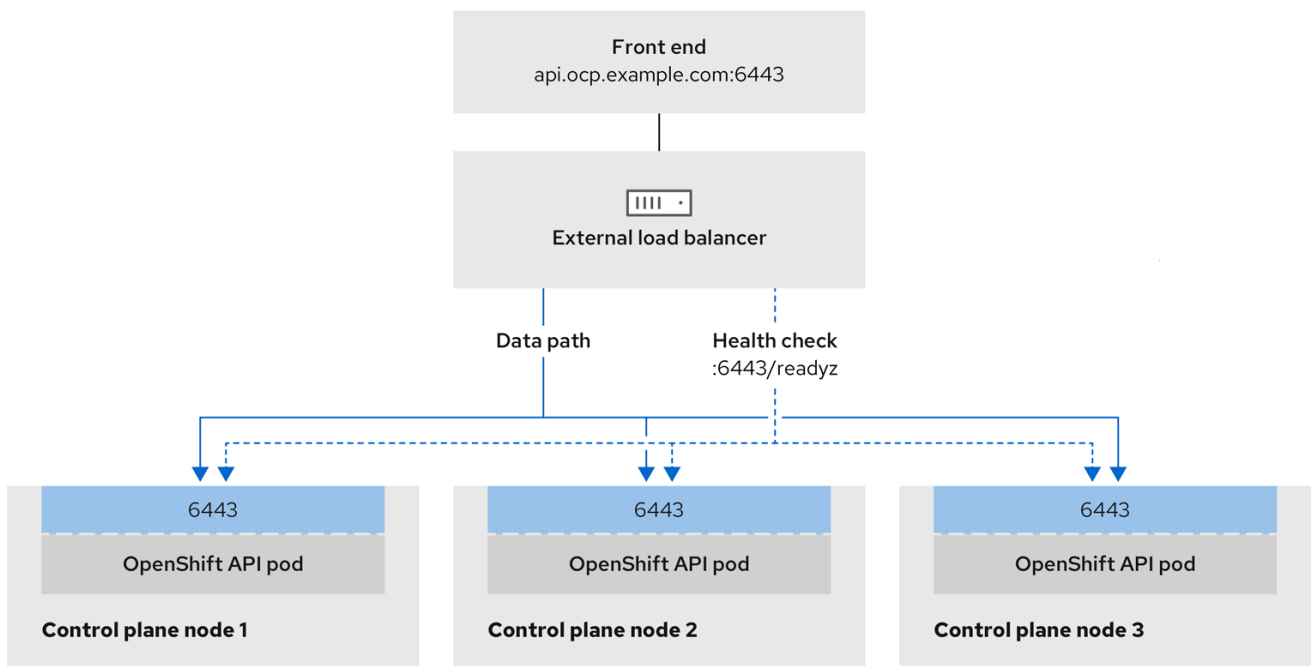 Front end
api.ocp.example.com:6443
External load balancer
Data path
Health check
:6443/readyz
6443
OpenShift API pod
Control plane node 1
6443
OpenShift API pod
Control plane node 2
6443
OpenShift API pod
Control plane node 3